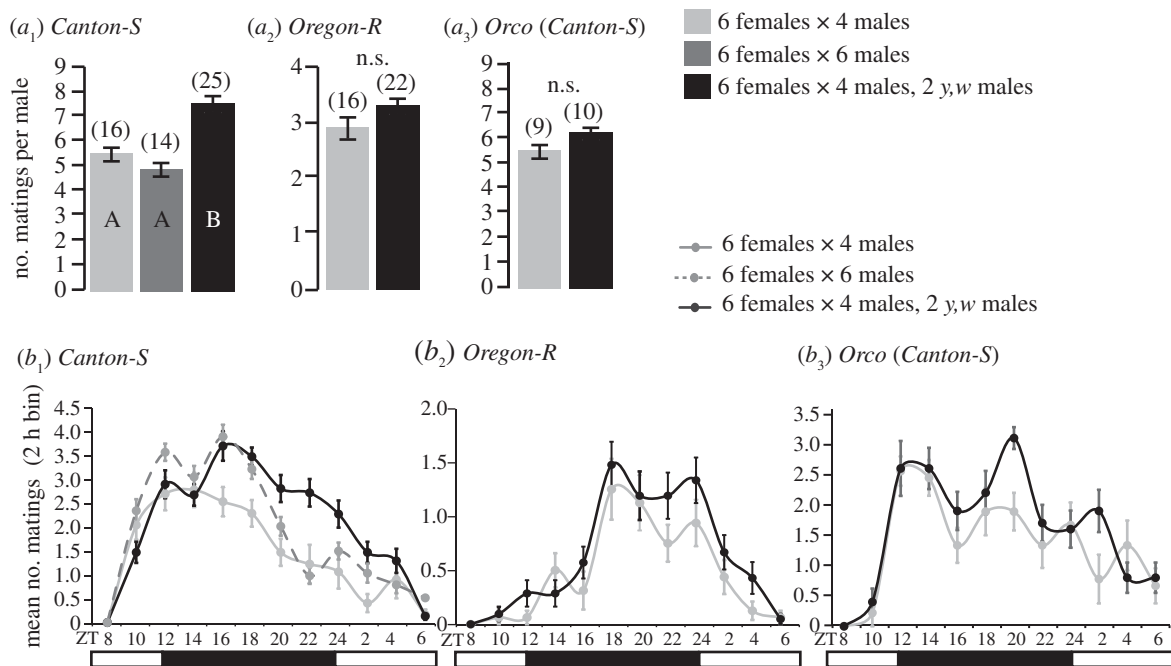 (a₁) Canton-S
(a₂) Oregon-R
(a₃) Orco (Canton-S)
6 females × 4 males
6 females × 6 males
6 females × 4 males, 2 y,w males
no. matings per male
9
8
7
6
5
4
3
2
1
0
(16)
(14)
(25)
A
A
B
4
3
2
1
0
n.s.
(16)
(22)
9
8
7
6
5
4
3
2
1
0
n.s.
(9)
(10)
6 females × 4 males
6 females × 6 males
6 females × 4 males, 2 y,w males
(b₁) Canton-S
(b₂) Oregon-R
(b₃) Orco (Canton-S)
mean no. matings (2 h bin)
4.5
4.0
3.5
3.0
2.5
2.0
1.5
1.0
0.5
0
ZT 8 10 12 14 16 18 20 22 24 2 4 6
2.0
1.5
1.0
0.5
0
ZT 8 10 12 14 16 18 20 22 24 2 4 6
3.5
3.0
2.5
2.0
1.5
1.0
0.5
0
ZT 8 10 12 14 16 18 20 22 24 2 4 6